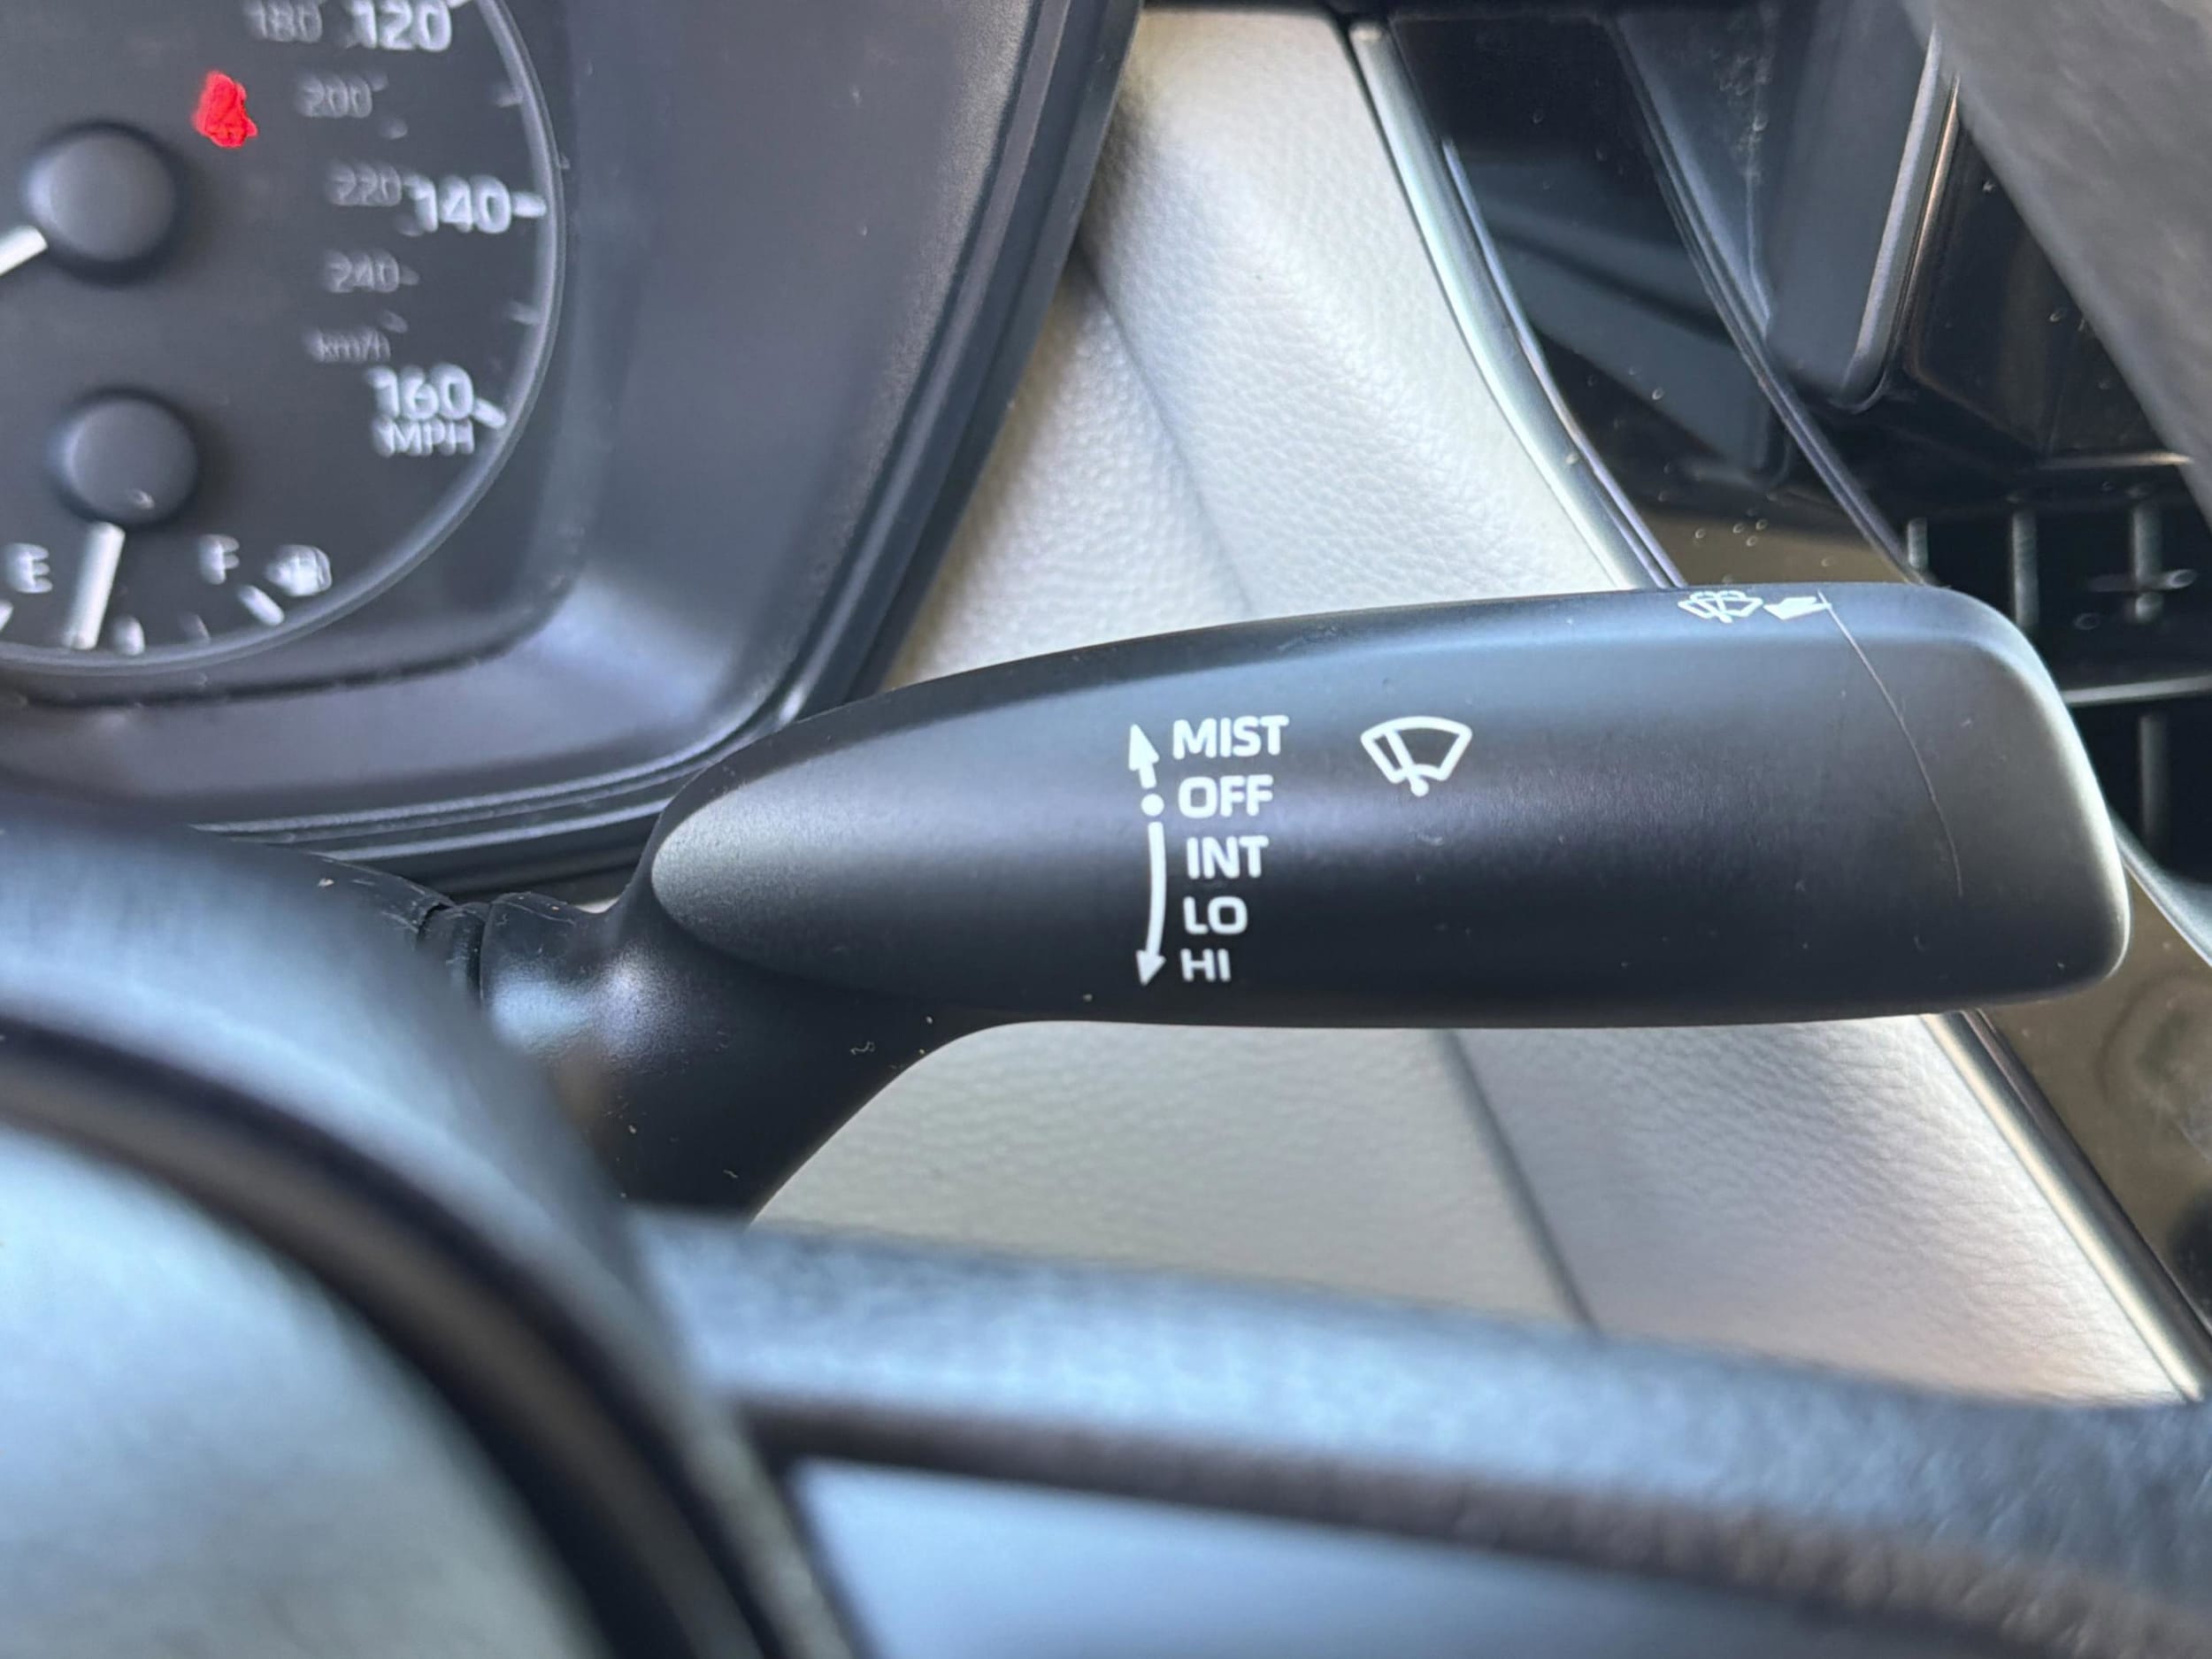 180 120
200
220 140
240
km/h
160
MPH
E F
MIST
OFF
INT
LO
HI